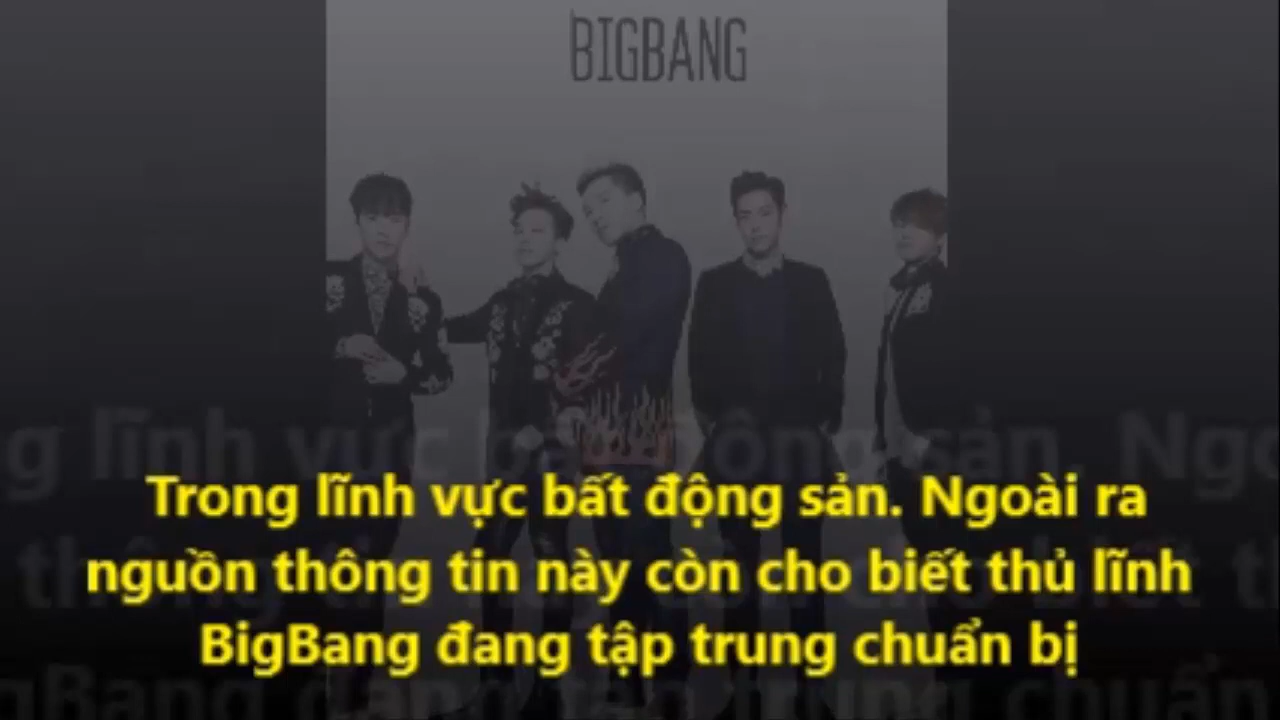 BIGBANG
Trong lĩnh vực bất động sản. Ngoài ra
nguồn thông tin này còn cho biết thủ lĩnh
BigBang đang tập trung chuẩn bị